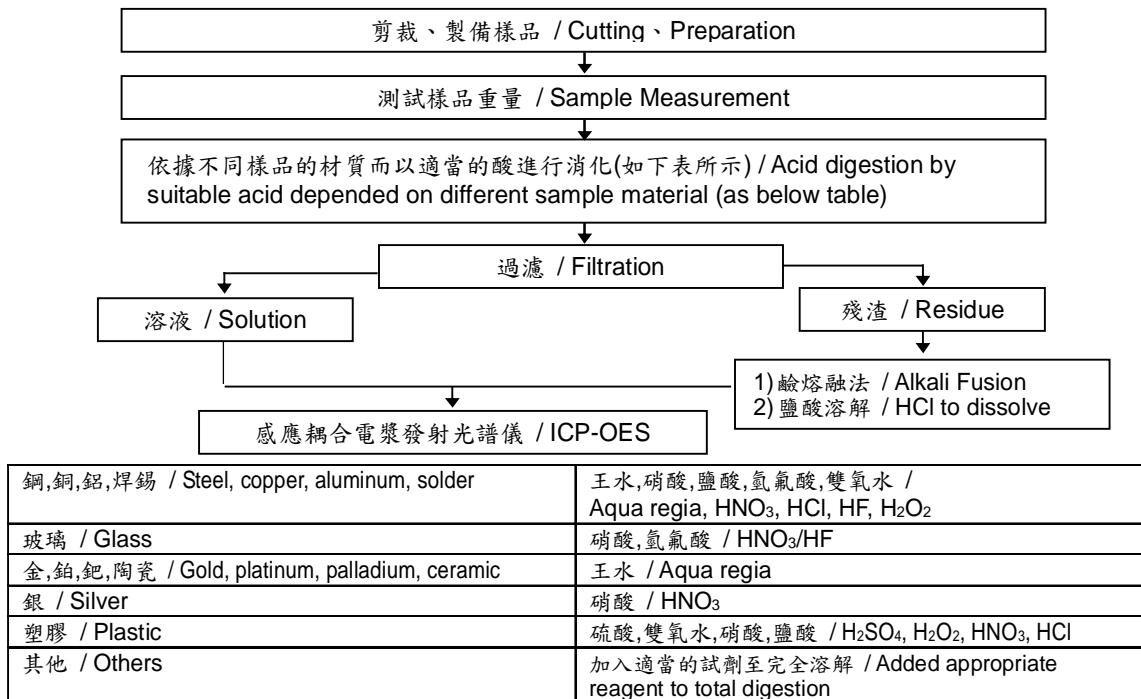 剪裁、製備樣品 / Cutting、Preparation
測試樣品重量 / Sample Measurement
依據不同樣品的材質而以適當的酸進行消化(如下表所示) / Acid digestion by
suitable acid depended on different sample material (as below table)
過濾 / Filtration
溶液 / Solution
殘渣 / Residue
1)鹼熔融法 / Alkali Fusion
2)鹽酸溶解 / HCl to dissolve
感應耦合電漿發射光譜儀 / ICP-OES
鋼,銅,鋁,焊錫 / Steel, copper, aluminum, solder
王水,硝酸,鹽酸,氫氟酸,雙氧水 /
Aqua regia, HNO₃, HCl, HF, H₂O₂
玻璃 / Glass
硝酸,氫氟酸 / HNO₃/HF
金,鉑,鈀,陶瓷 / Gold, platinum, palladium, ceramic
王水 / Aqua regia
銀 / Silver
硝酸 / HNO₃
塑膠 / Plastic
硫酸,雙氧水,硝酸,鹽酸 / H₂SO₄, H₂O₂, HNO₃, HCl
其他 / Others
加入適當的試劑至完全溶解 / Added appropriate
reagent to total digestion